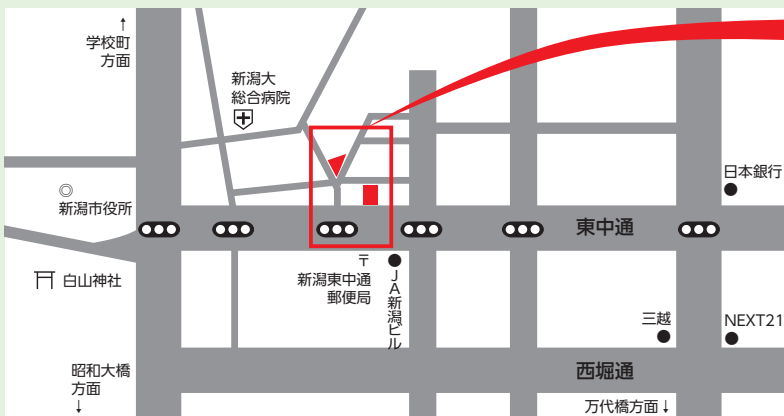 ↑
学校町
方面
新潟大
総合病院
日本銀行
◎
新潟市役所
東中通
白山神社
〒
新潟東中通
郵便局
JA新潟ビル
三越
NEXT21
昭和大橋
方面
↓
西堀通
万代橋方面↓